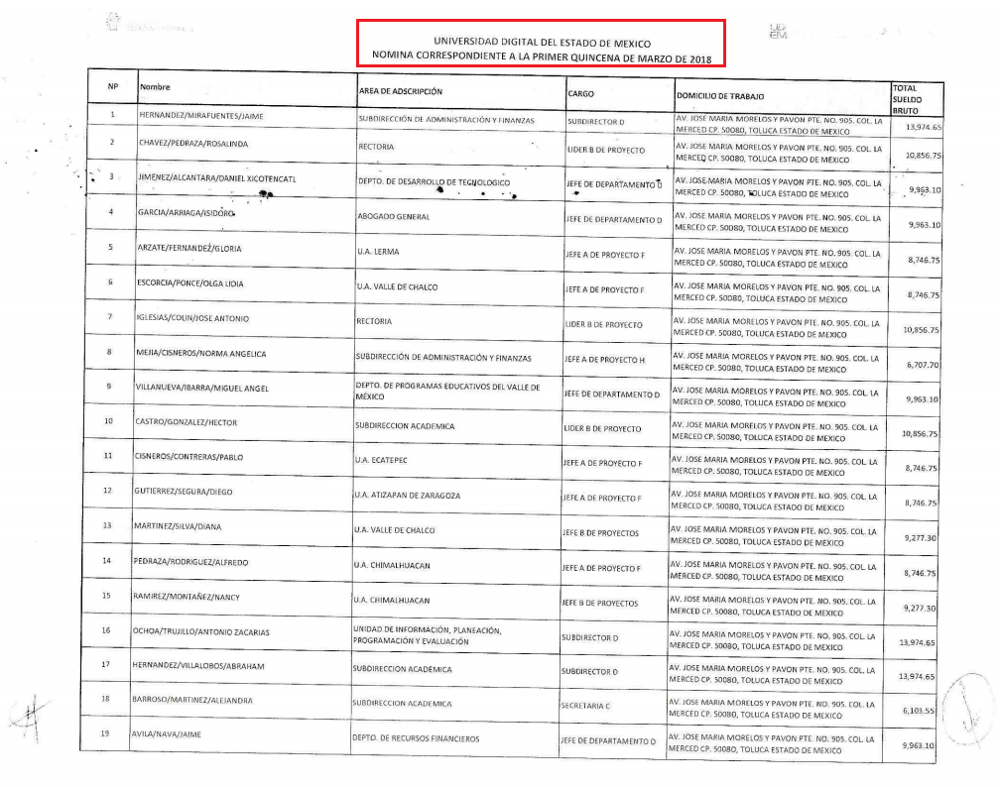 UNIVERSIDAD DIGITAL DEL ESTADO DE MEXICO
NOMINA CORRESPONDIENTE A LA PRIMER QUINCENA DE MARZO DE 2018
NP Nombre AREA DE ADSCRIPCIÓN CARGO DOMICILIO DE TRABAJO TOTAL SUELDO BRUTO
1 HERNANDEZ/MIRAFUENTES/JAIME SUBDIRECCIÓN DE ADMINISTRACIÓN Y FINANZAS SUBDIRECTOR D AV. JOSE MARIA MORELOS Y PAVON PTE. NO. 905. COL. LA MERCED CP. 50080, TOLUCA ESTADO DE MEXICO 13,974.65
2 CHAVEZ/PEDRAZA/ROSALINDA RECTORIA LIDER B DE PROYECTO AV. JOSE MARIA MORELOS Y PAVON PTE. NO. 905. COL. LA MERCED CP. 50080, TOLUCA ESTADO DE MEXICO 10,856.75
3 JIMENEZ/ALCANTARA/DANIEL XICOTENCATL DEPTO. DE DESARROLLO DE TECNOLOGICO JEFE DE DEPARTAMENTO D AV. JOSE MARIA MORELOS Y PAVON PTE. NO. 905. COL. LA MERCED CP. 50080, TOLUCA ESTADO DE MEXICO 9,963.10
4 GARCIA/ARRIAGA/ISIDORO ABOGADO GENERAL JEFE DE DEPARTAMENTO D AV. JOSE MARIA MORELOS Y PAVON PTE. NO. 905. COL. LA MERCED CP. 50080, TOLUCA ESTADO DE MEXICO 9,963.10
5 ARZATE/FERNANDEZ/GLORIA U.A. LERMA JEFE A DE PROYECTO F AV. JOSE MARIA MORELOS Y PAVON PTE. NO. 905. COL. LA MERCED CP. 50080, TOLUCA ESTADO DE MEXICO 8,746.75
6 ESCORCIA/PONCE/OLGA LIDIA U.A. VALLE DE CHALCO JEFE A DE PROYECTO F AV. JOSE MARIA MORELOS Y PAVON PTE. NO. 905. COL. LA MERCED CP. 50080, TOLUCA ESTADO DE MEXICO 8,746.75
7 IGLESIAS/COLIN/JOSE ANTONIO RECTORIA LIDER B DE PROYECTO AV. JOSE MARIA MORELOS Y PAVON PTE. NO. 905. COL. LA MERCED CP. 50080, TOLUCA ESTADO DE MEXICO 10,856.75
8 MEJIA/CISNEROS/NORMA ANGELICA SUBDIRECCIÓN DE ADMINISTRACIÓN Y FINANZAS JEFE A DE PROYECTO H AV. JOSE MARIA MORELOS Y PAVON PTE. NO. 905. COL. LA MERCED CP. 50080, TOLUCA ESTADO DE MEXICO 6,707.70
9 VILLANUEVA/IBARRA/MIGUEL ANGEL DEPTO. DE PROGRAMAS EDUCATIVOS DEL VALLE DE MÉXICO JEFE DE DEPARTAMENTO D AV. JOSE MARIA MORELOS Y PAVON PTE. NO. 905. COL. LA MERCED CP. 50080, TOLUCA ESTADO DE MEXICO 9,963.10
10 CASTRO/GONZALEZ/HECTOR SUBDIRECCION ACADEMICA LIDER B DE PROYECTO AV. JOSE MARIA MORELOS Y PAVON PTE. NO. 905. COL. LA MERCED CP. 50080, TOLUCA ESTADO DE MEXICO 10,856.75
11 CISNEROS/CONTRERAS/PABLO U.A. ECATEPEC JEFE A DE PROYECTO F AV. JOSE MARIA MORELOS Y PAVON PTE. NO. 905. COL. LA MERCED CP. 50080, TOLUCA ESTADO DE MEXICO 8,746.75
12 GUTIERREZ/SEGURA/DIEGO U.A. ATIZAPAN DE ZARAGOZA JEFE A DE PROYECTO F AV. JOSE MARIA MORELOS Y PAVON PTE. NO. 905. COL. LA MERCED CP. 50080, TOLUCA ESTADO DE MEXICO 8,746.75
13 MARTINEZ/SILVA/DIANA U.A. VALLE DE CHALCO JEFE B DE PROYECTOS AV. JOSE MARIA MORELOS Y PAVON PTE. NO. 905. COL. LA MERCED CP. 50080, TOLUCA ESTADO DE MEXICO 9,277.30
14 PEDRAZA/RODRIGUEZ/ALFREDO U.A. CHIMALHUACAN JEFE A DE PROYECTO F AV. JOSE MARIA MORELOS Y PAVON PTE. NO. 905. COL. LA MERCED CP. 50080, TOLUCA ESTADO DE MEXICO 8,746.75
15 RAMIREZ/MONTAÑEZ/NANCY U.A. CHIMALHUACAN JEFE B DE PROYECTOS AV. JOSE MARIA MORELOS Y PAVON PTE. NO. 905. COL. LA MERCED CP. 50080, TOLUCA ESTADO DE MEXICO 9,277.30
16 OCHOA/TRUJILLO/ANTONIO ZACARIAS UNIDAD DE INFORMACIÓN, PLANEACIÓN, PROGRAMACIÓN Y EVALUACIÓN SUBDIRECTOR D AV. JOSE MARIA MORELOS Y PAVON PTE. NO. 905. COL. LA MERCED CP. 50080, TOLUCA ESTADO DE MEXICO 13,974.65
17 HERNANDEZ/VILLALOBOS/ABRAHAM SUBDIRECCION ACADEMICA SUBDIRECTOR D AV. JOSE MARIA MORELOS Y PAVON PTE. NO. 905. COL. LA MERCED CP. 50080, TOLUCA ESTADO DE MEXICO 13,974.65
18 BARROSO/MARTINEZ/ALEJANDRA SUBDIRECCION ACADEMICA SECRETARIA C AV. JOSE MARIA MORELOS Y PAVON PTE. NO. 905. COL. LA MERCED CP. 50080, TOLUCA ESTADO DE MEXICO 6,103.55
19 AVILA/NAVA/JAIME DEPTO. DE RECURSOS FINANCIEROS JEFE DE DEPARTAMENTO D AV. JOSE MARIA MORELOS Y PAVON PTE. NO. 905. COL. LA MERCED CP. 50080, TOLUCA ESTADO DE MEXICO 9,963.10